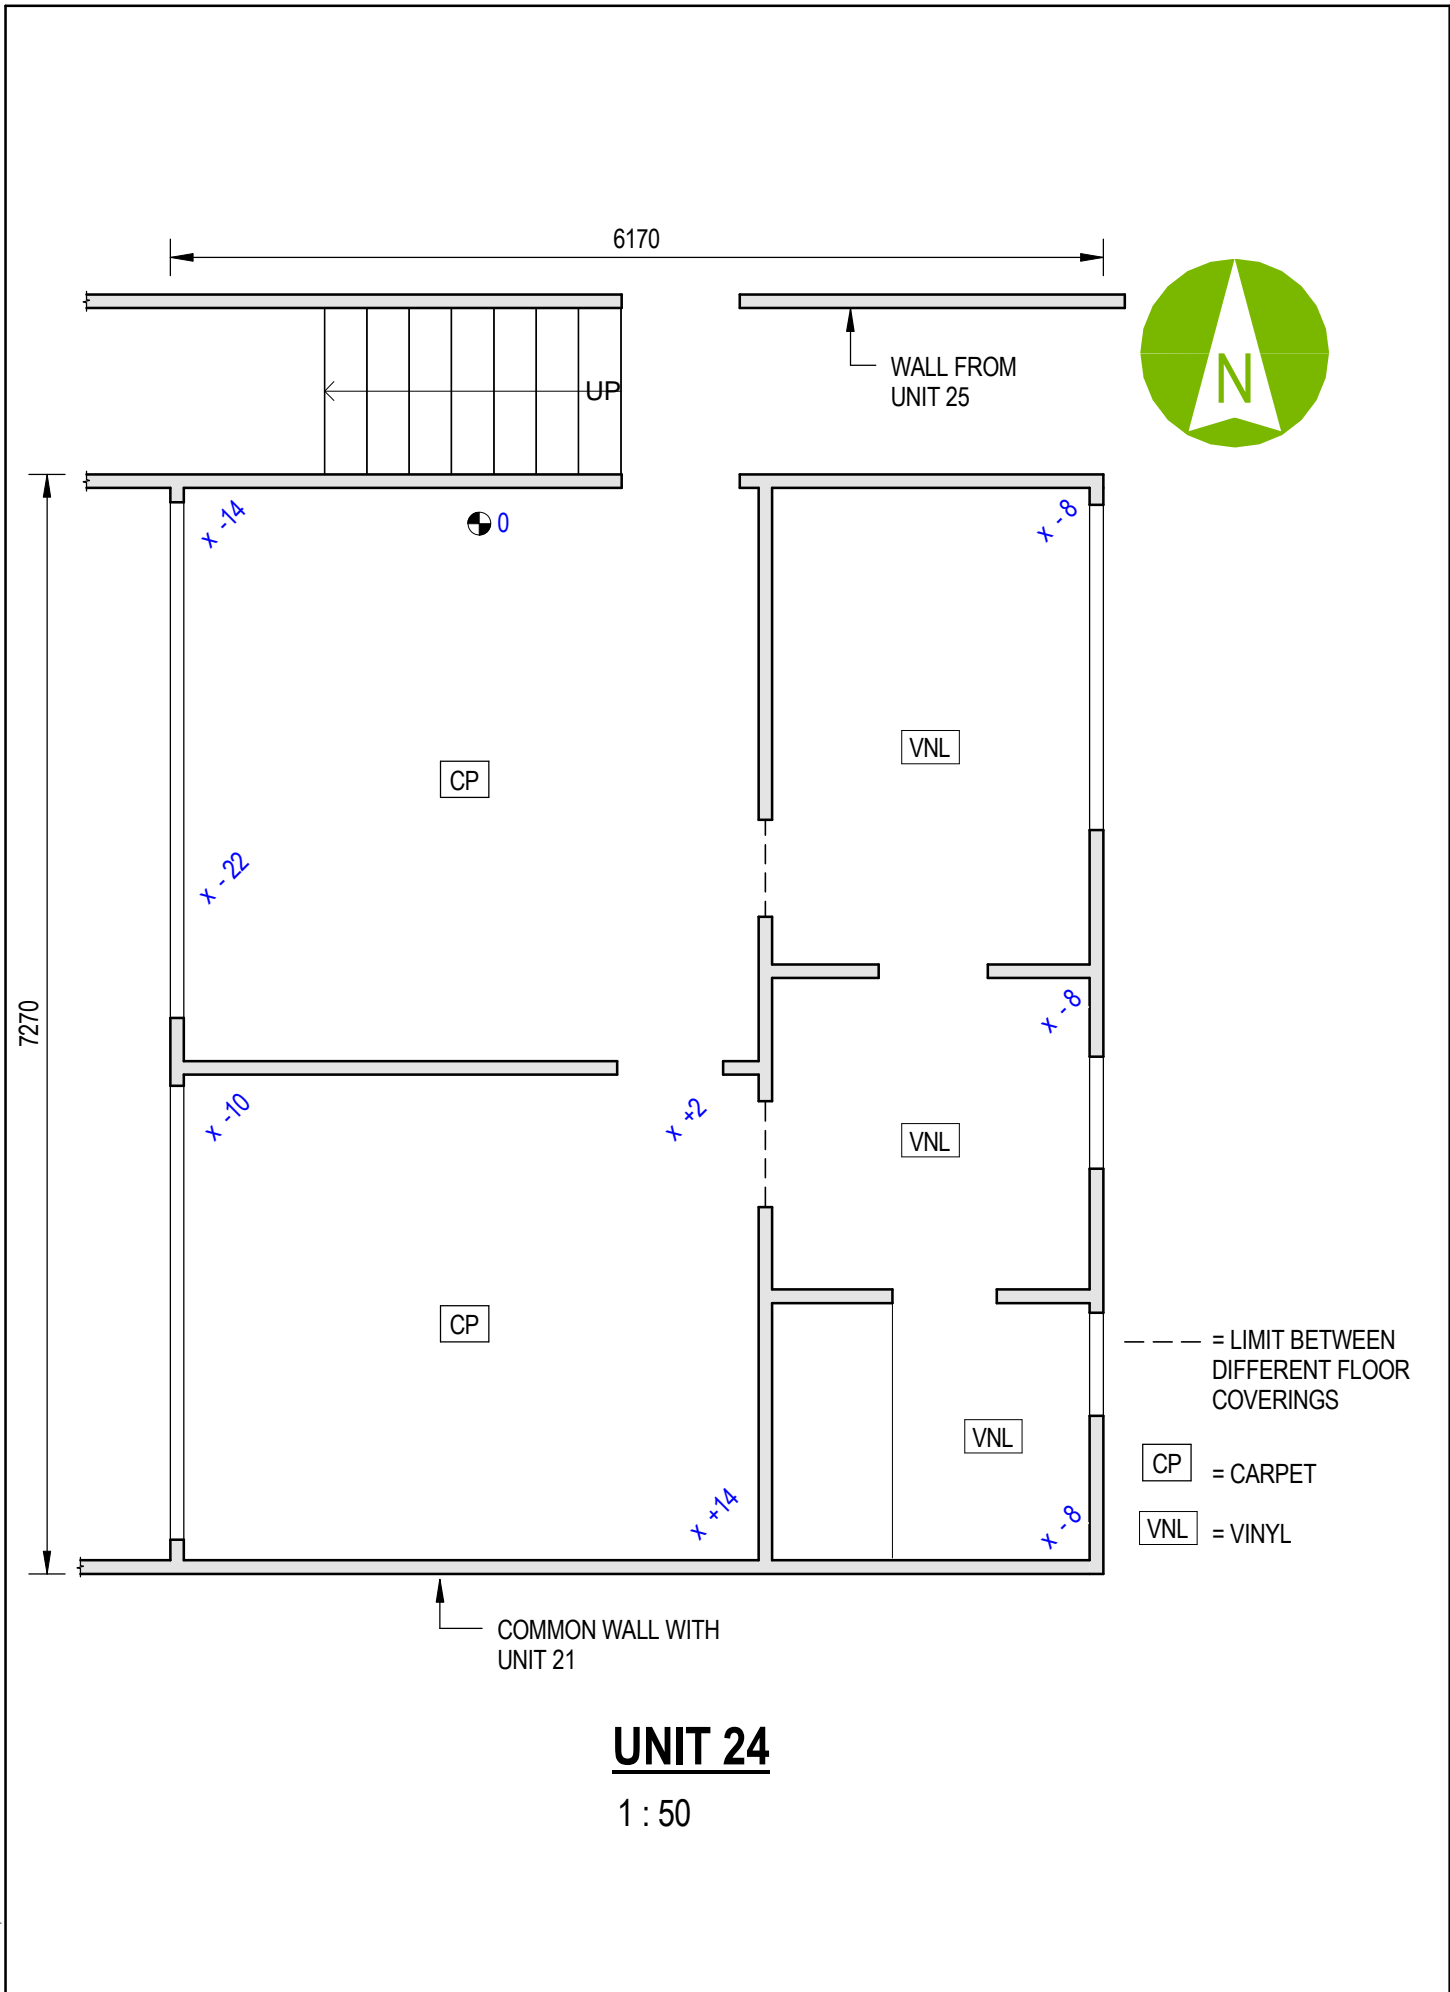 6170
WALL FROM
UNIT 25
N
UP
x -14
0
x - 8
VNL
CP
x - 22
7270
x - 8
x -10
x +2
VNL
CP
= LIMIT BETWEEN
DIFFERENT FLOOR
COVERINGS
VNL
CP = CARPET
x +14
x - 8
VNL = VINYL
COMMON WALL WITH
UNIT 21
UNIT 24
1 : 50